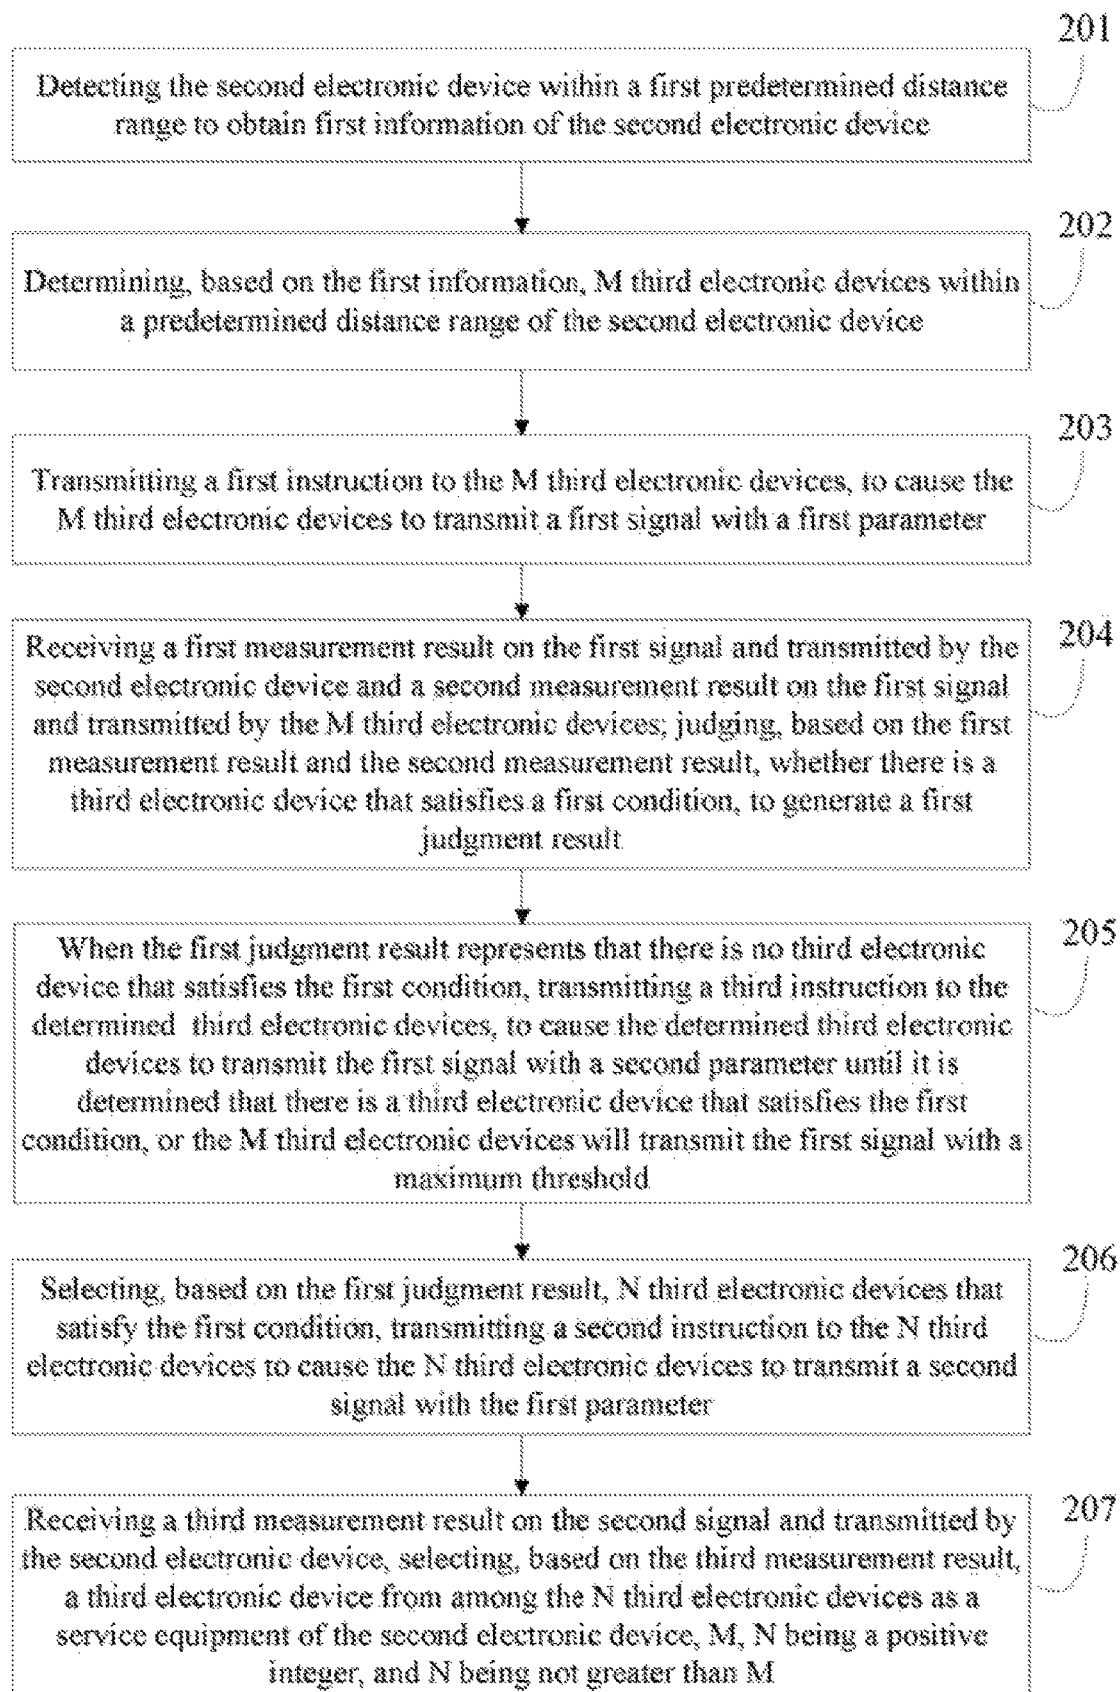 201
Detecting the second electronic device within a first predetermined distance
range to obtain first information of the second electronic device
202
Determining, based on the first information, M third electronic devices within
a predetermined distance range of the second electronic device
203
Transmitting a first instruction to the M third electronic devices, to cause the
M third electronic devices to transmit a first signal with a first parameter
204
Receiving a first measurement result on the first signal and transmitted by the
second electronic device and a second measurement result on the first signal
and transmitted by the M third electronic devices; judging, based on the first
measurement result and the second measurement result, whether there is a
third electronic device that satisfies a first condition, to generate a first
judgment result
205
When the first judgment result represents that there is no third electronic
device that satisfies the first condition, transmitting a third instruction to the
determined third electronic devices, to cause the determined third electronic
devices to transmit the first signal with a second parameter until it is
determined that there is a third electronic device that satisfies the first
condition, or the M third electronic devices will transmit the first signal with a
maximum threshold
206
Selecting, based on the first judgment result, N third electronic devices that
satisfy the first condition, transmitting a second instruction to the N third
electronic devices to cause the N third electronic devices to transmit a second
signal with the first parameter
207
Receiving a third measurement result on the second signal and transmitted by
the second electronic device, selecting, based on the third measurement result,
a third electronic device from among the N third electronic devices as a
service equipment of the second electronic device, M, N being a positive
integer, and N being not greater than M